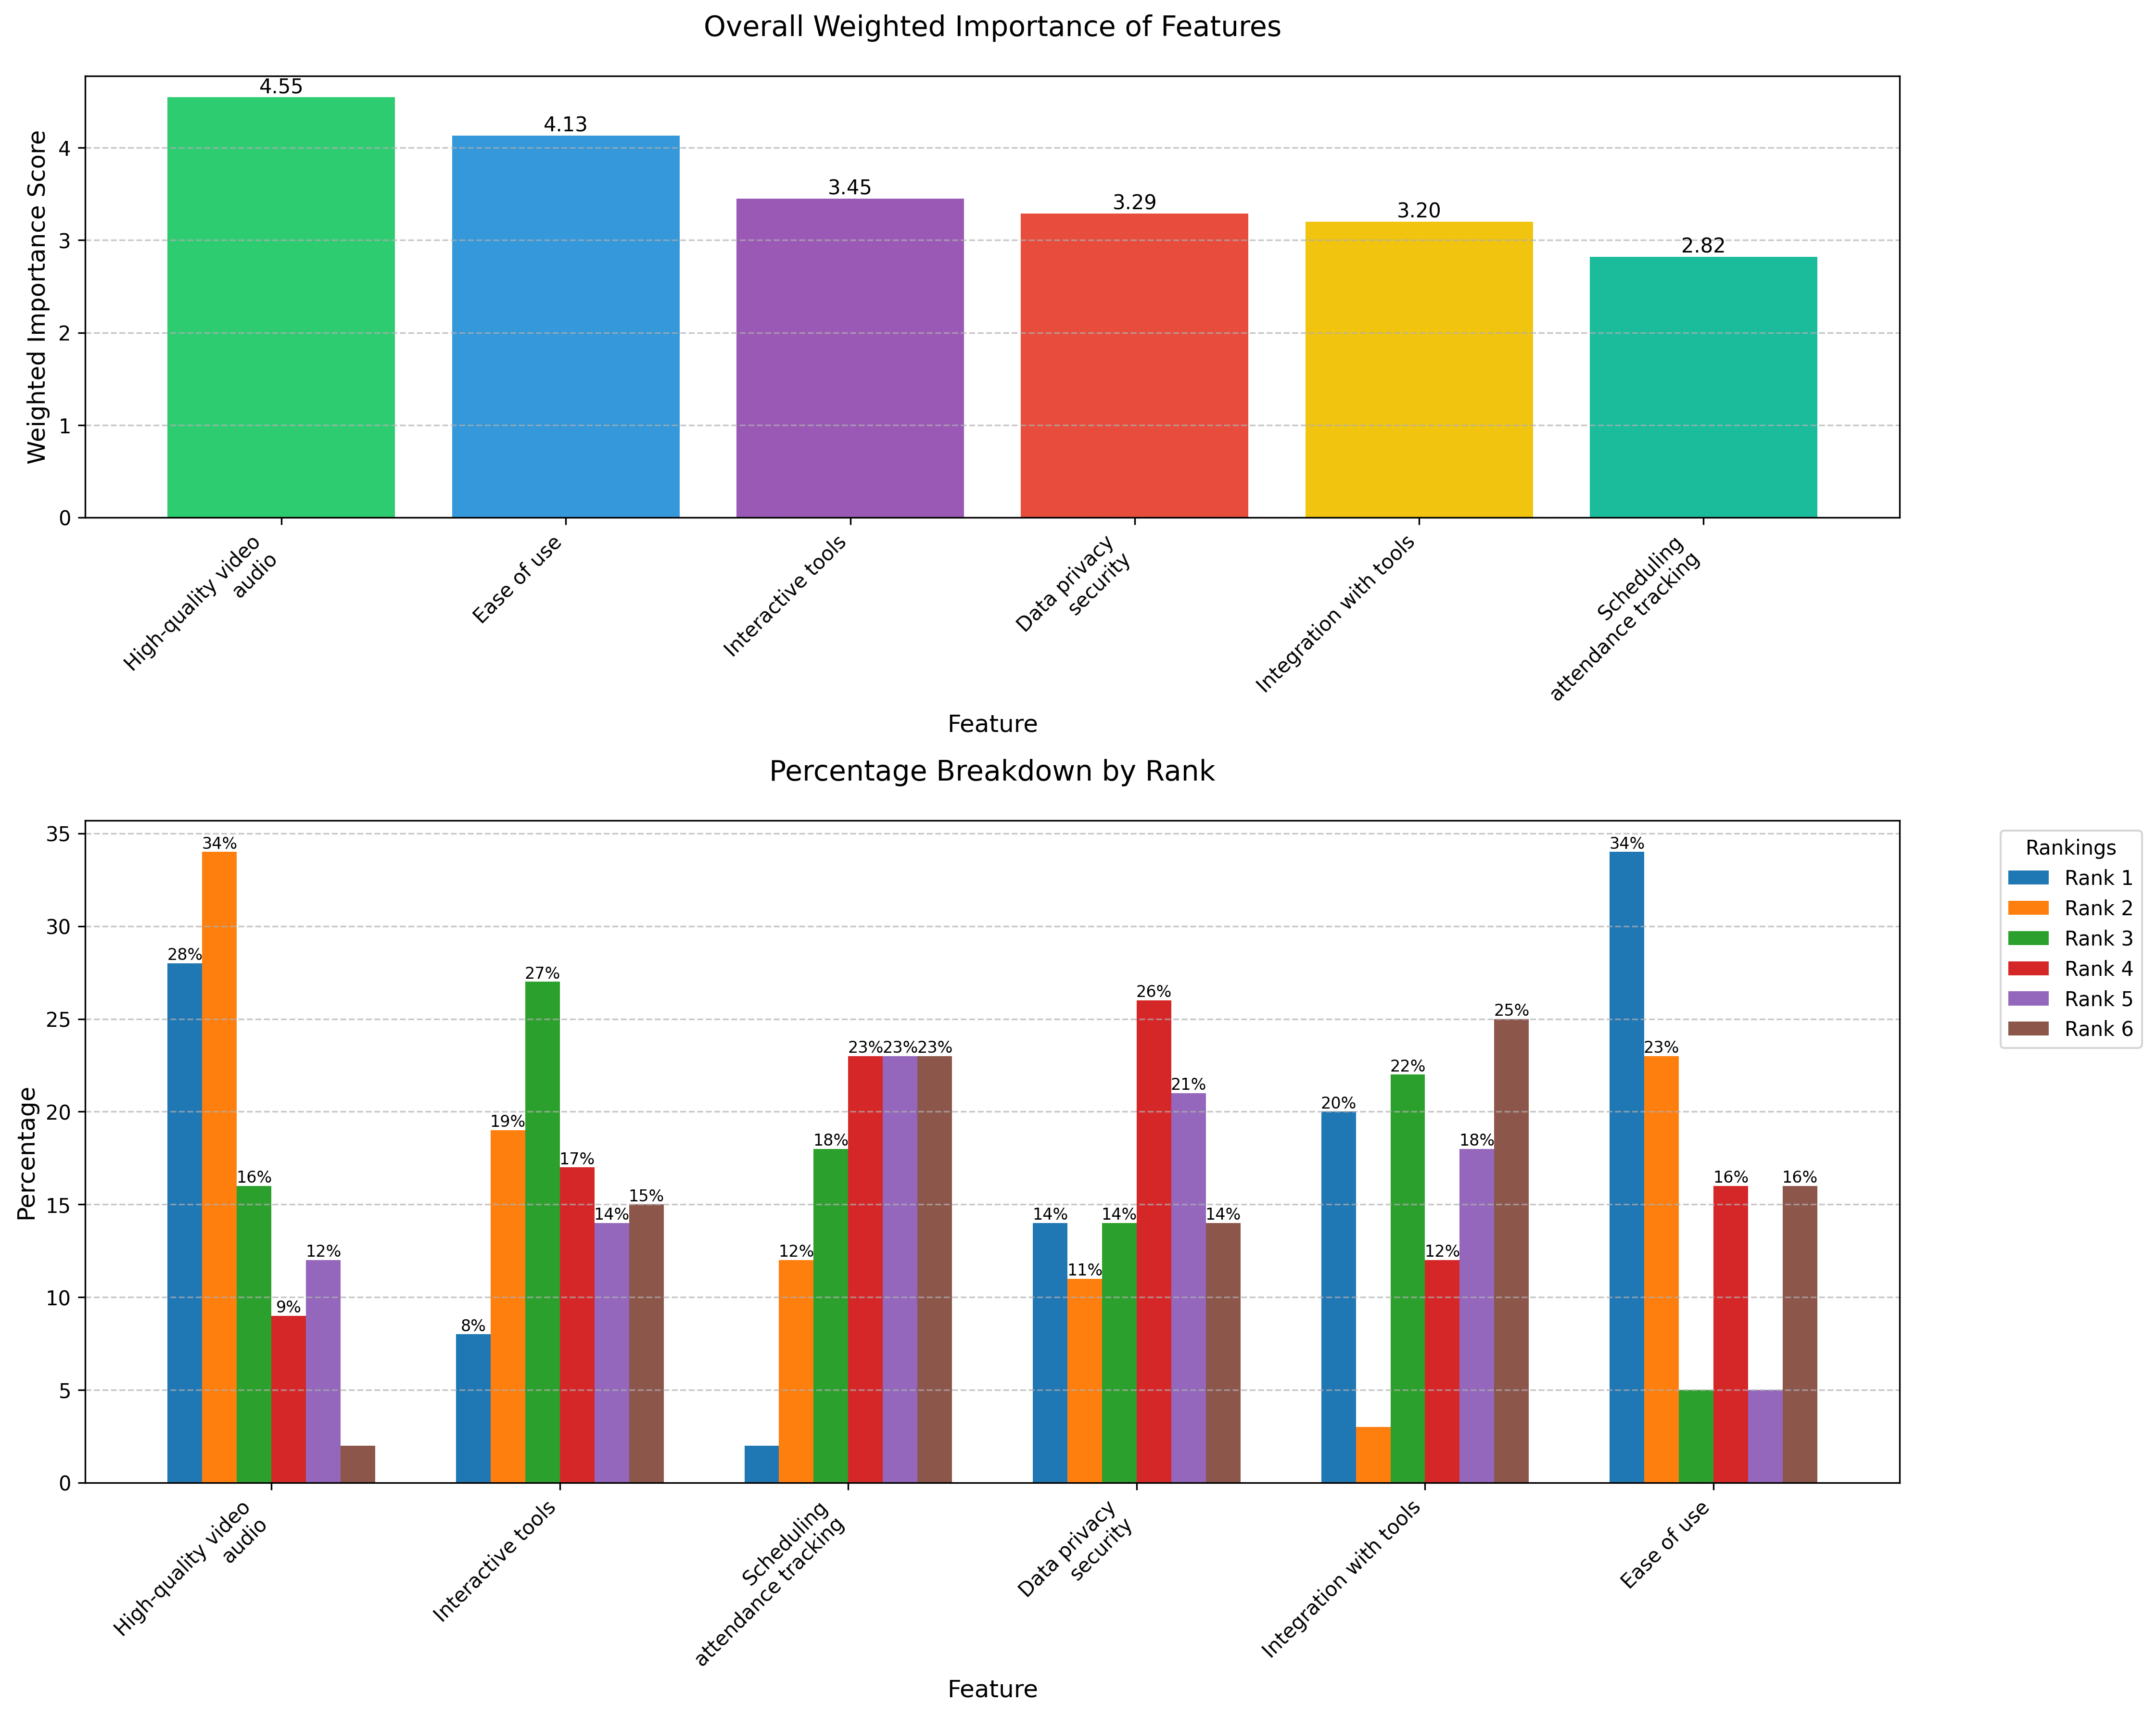 Overall Weighted Importance of Features
Weighted Importance Score
4
3
2
1
0
4.55
4.13
3.45
3.29
3.20
2.82
High-quality video
audio
Ease of use
Interactive tools
Data privacy
security
Integration with tools
Scheduling
attendance tracking
Feature
Percentage Breakdown by Rank
Percentage
35
30
25
20
15
10
5
0
28%
34%
16%
9%
12%
8%
19%
27%
17%
14%
15%
12%
18%
23%
23%
23%
14%
11%
14%
26%
21%
14%
20%
22%
12%
18%
25%
34%
23%
16%
16%
High-quality video
audio
Interactive tools
Scheduling
attendance tracking
Data privacy
security
Integration with tools
Ease of use
Feature
Rankings
Rank 1
Rank 2
Rank 3
Rank 4
Rank 5
Rank 6